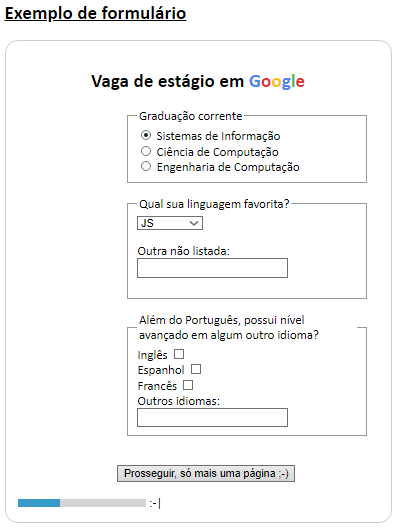 Exemplo de formulário
Vaga de estágio em Google
Graduação corrente
Sistemas de Informação
Ciência de Computação
Engenharia de Computação
Qual sua linguagem favorita?
JS
Outra não listada:
Além do Português, possui nível
avançado em algum outro idioma?
Inglês
Espanhol
Francês
Outros idiomas:
Prosseguir, só mais uma página ;-)
:-|